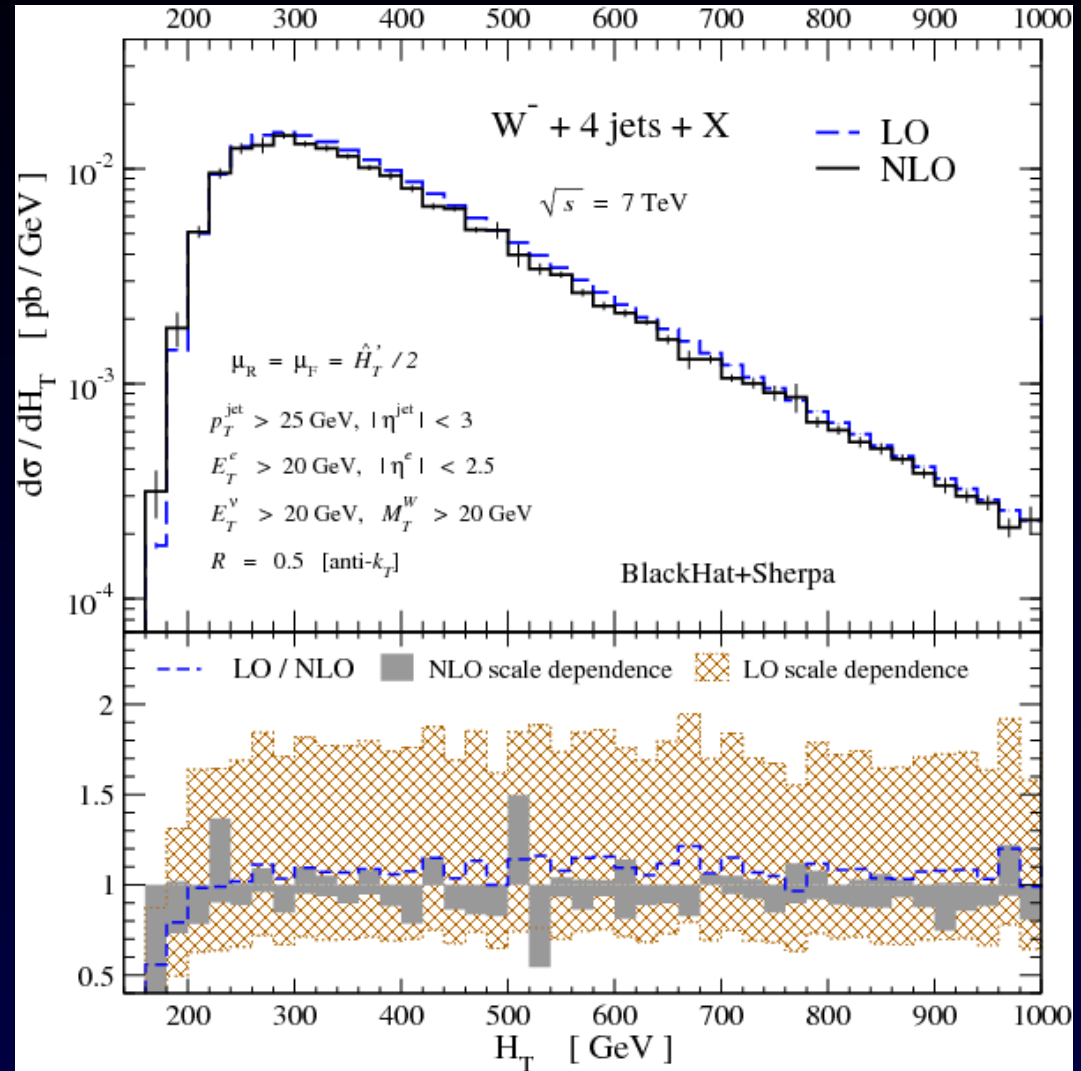 200 300 400 500 600 700 800 900 1000
W⁻ + 4 jets + X
LO
NLO
√s = 7 TeV
10⁻²
10⁻³
10⁻⁴
dσ / dH_T [ pb / GeV ]
μ_R = μ_F = Ĥ_T' / 2
p_T^jet > 25 GeV, | η^jet | < 3
E_T^e > 20 GeV, | η^e | < 2.5
E_T^ν > 20 GeV, M_T^W > 20 GeV
R = 0.5 [anti-k_T]
BlackHat+Sherpa
LO / NLO NLO scale dependence LO scale dependence
2
1.5
1
0.5
200 300 400 500 600 700 800 900 1000
H_T [ GeV ]